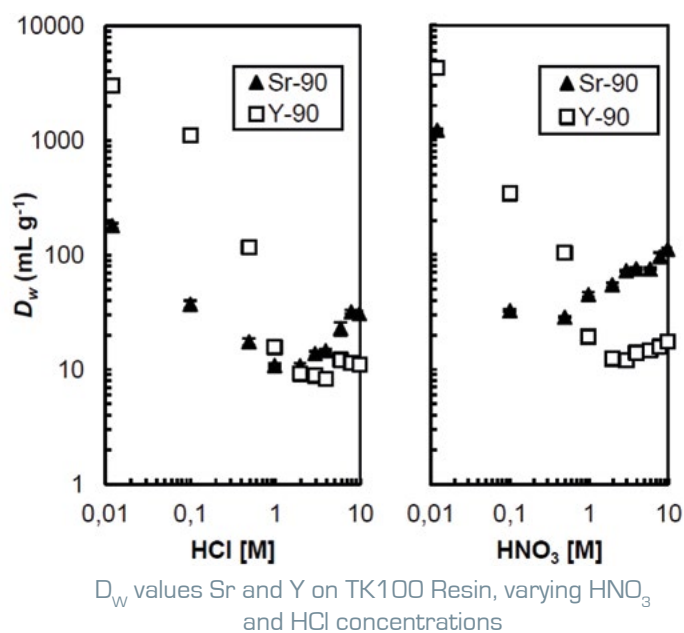 10000
1000
100
10
1
D_w (mL g⁻¹)
▲ Sr-90
□ Y-90
0,01 0,1 1 10
HCl [M]
▲ Sr-90
□ Y-90
0,01 0,1 1 10
HNO₃ [M]
D_W values Sr and Y on TK100 Resin, varying HNO₃
and HCl concentrations